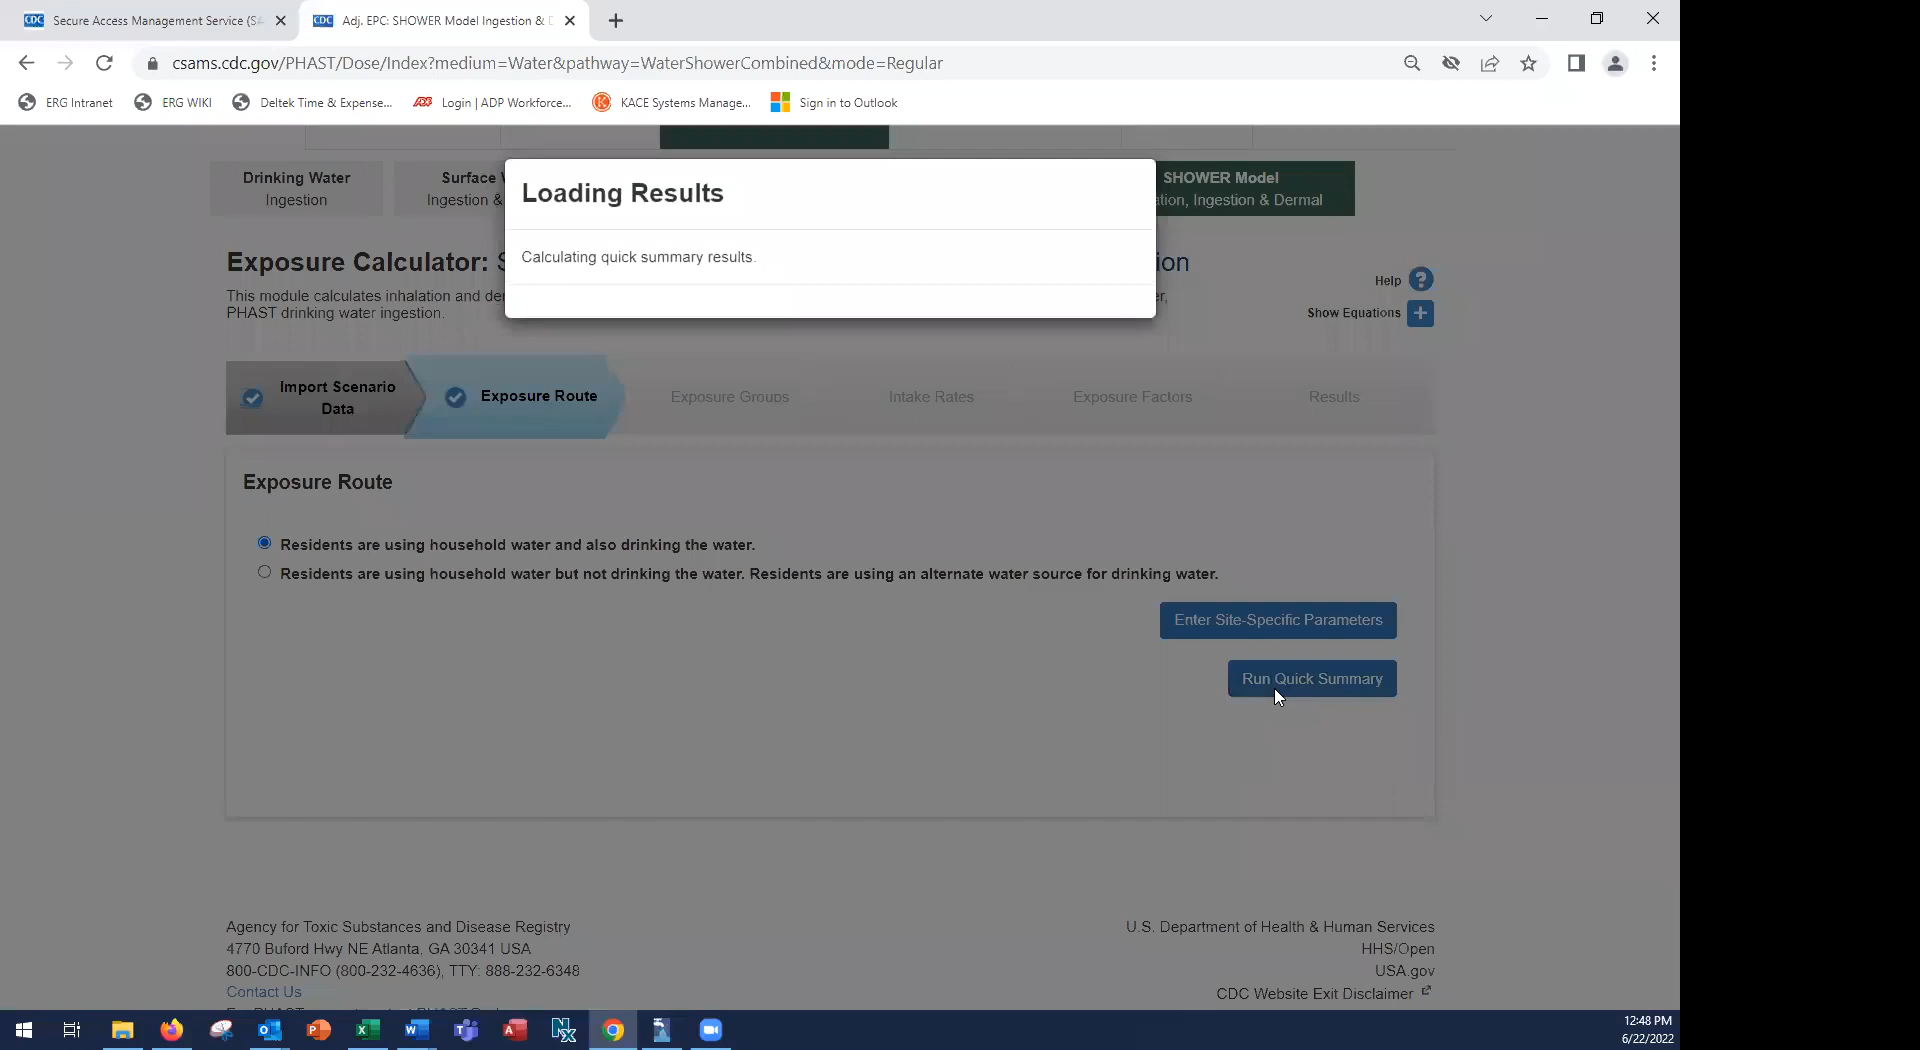 CDC Secure Access Management Service (SA
CDC Adj. EPC: SHOWER Model Ingestion &
csams.cdc.gov/PHAST/Dose/Index?medium=Water&pathway=WaterShowerCombined&mode=Regular
ERG Intranet ERG WIKI Deltek Time & Expense... Login | ADP Workforce... KACE Systems Manage... Sign in to Outlook
Drinking Water
Ingestion
Surface
Ingestion &
SHOWER Model
ation, Ingestion & Dermal
Loading Results
Calculating quick summary results.
Exposure Calculator: S
ion
This module calculates inhalation and der
er,
PHAST drinking water ingestion.
Help ?
Show Equations +
Import Scenario
Data
Exposure Route
Exposure Groups
Intake Rates
Exposure Factors
Results
Exposure Route
Residents are using household water and also drinking the water.
Residents are using household water but not drinking the water. Residents are using an alternate water source for drinking water.
Enter Site-Specific Parameters
Run Quick Summary
Agency for Toxic Substances and Disease Registry
4770 Buford Hwy NE Atlanta, GA 30341 USA
800-CDC-INFO (800-232-4636), TTY: 888-232-6348
Contact Us
U.S. Department of Health & Human Services
HHS/Open
USA.gov
CDC Website Exit Disclaimer
12:48 PM
6/22/2022